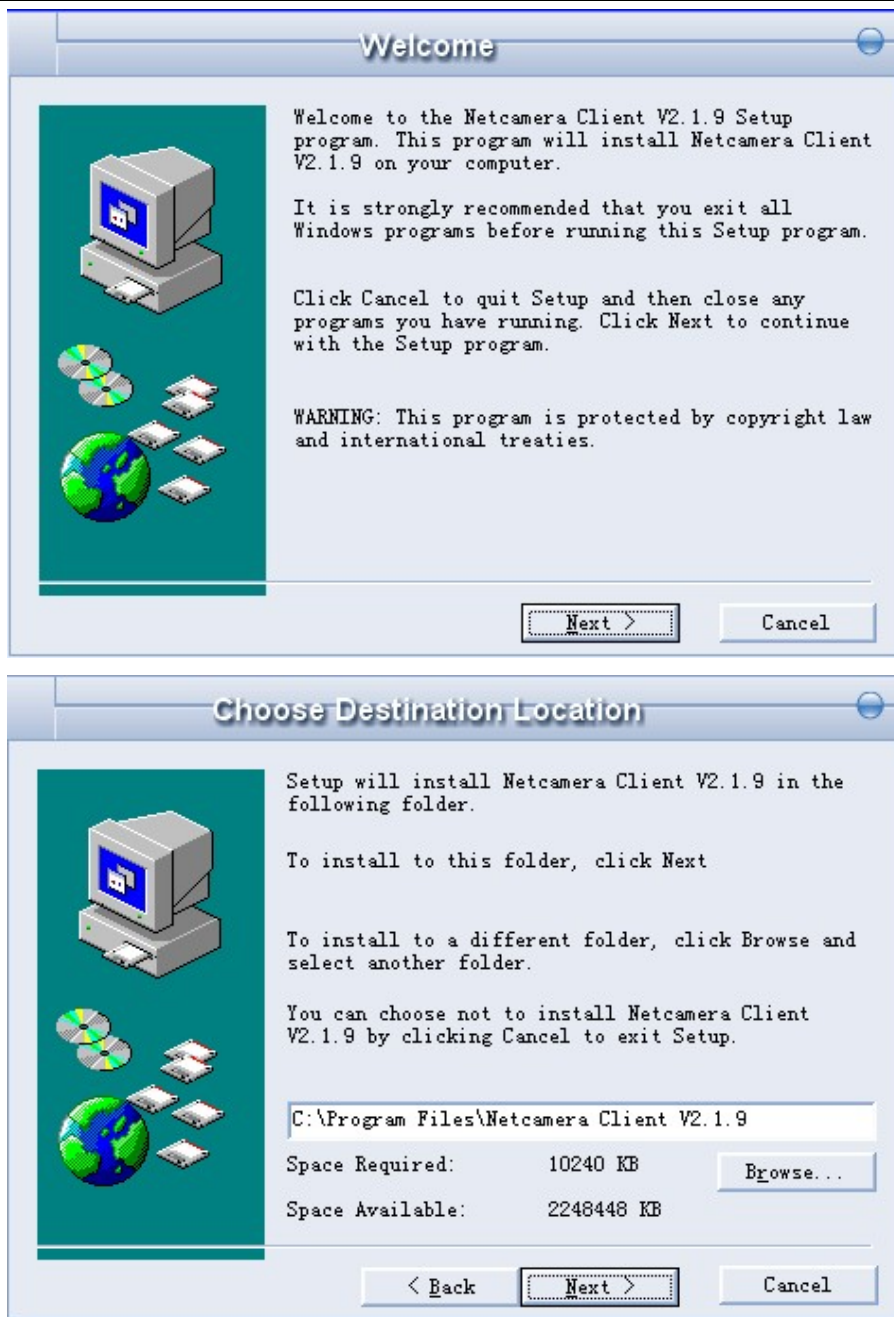 Welcome
Welcome to the Netcamera Client V2.1.9 Setup
program. This program will install Netcamera Client
V2.1.9 on your computer.
It is strongly recommended that you exit all
Windows programs before running this Setup program.
Click Cancel to quit Setup and then close any
programs you have running. Click Next to continue
with the Setup program.
WARNING: This program is protected by copyright law
and international treaties.
Next >
Cancel
Choose Destination Location
Setup will install Netcamera Client V2.1.9 in the
following folder.
To install to this folder, click Next
To install to a different folder, click Browse and
select another folder.
You can choose not to install Netcamera Client
V2.1.9 by clicking Cancel to exit Setup.
C:\Program Files\Netcamera Client V2.1.9
Space Required: 10240 KB
Browse...
Space Available: 2248448 KB
< Back
Next >
Cancel